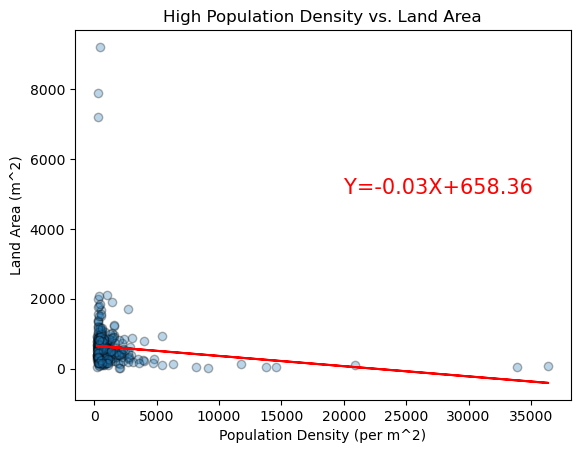 High Population Density vs. Land Area
Land Area (m^2)
8000
6000
4000
2000
0
Y=-0.03X+658.36
0 5000 10000 15000 20000 25000 30000 35000
Population Density (per m^2)